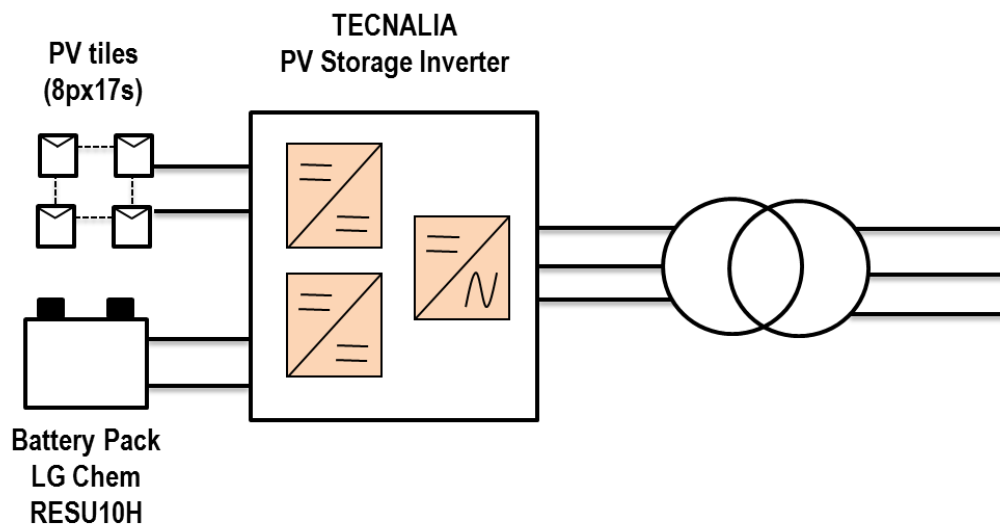 TECNALIA
PV Storage Inverter
PV tiles
(8px17s)
Battery Pack
LG Chem
RESU10H